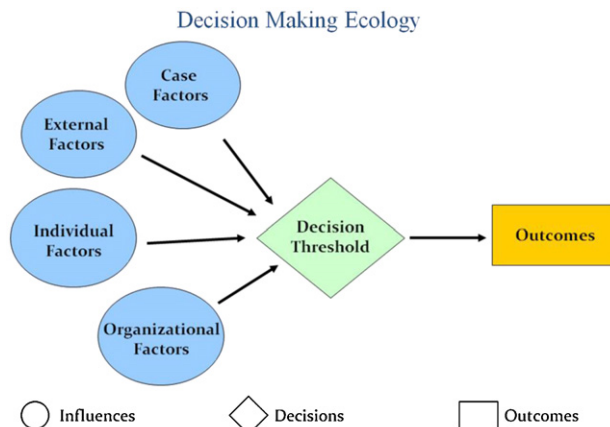 Decision Making Ecology
Case
Factors
External
Factors
Individual
Factors
Organizational
Factors
Decision
Threshold
Outcomes
Influences
Decisions
Outcomes